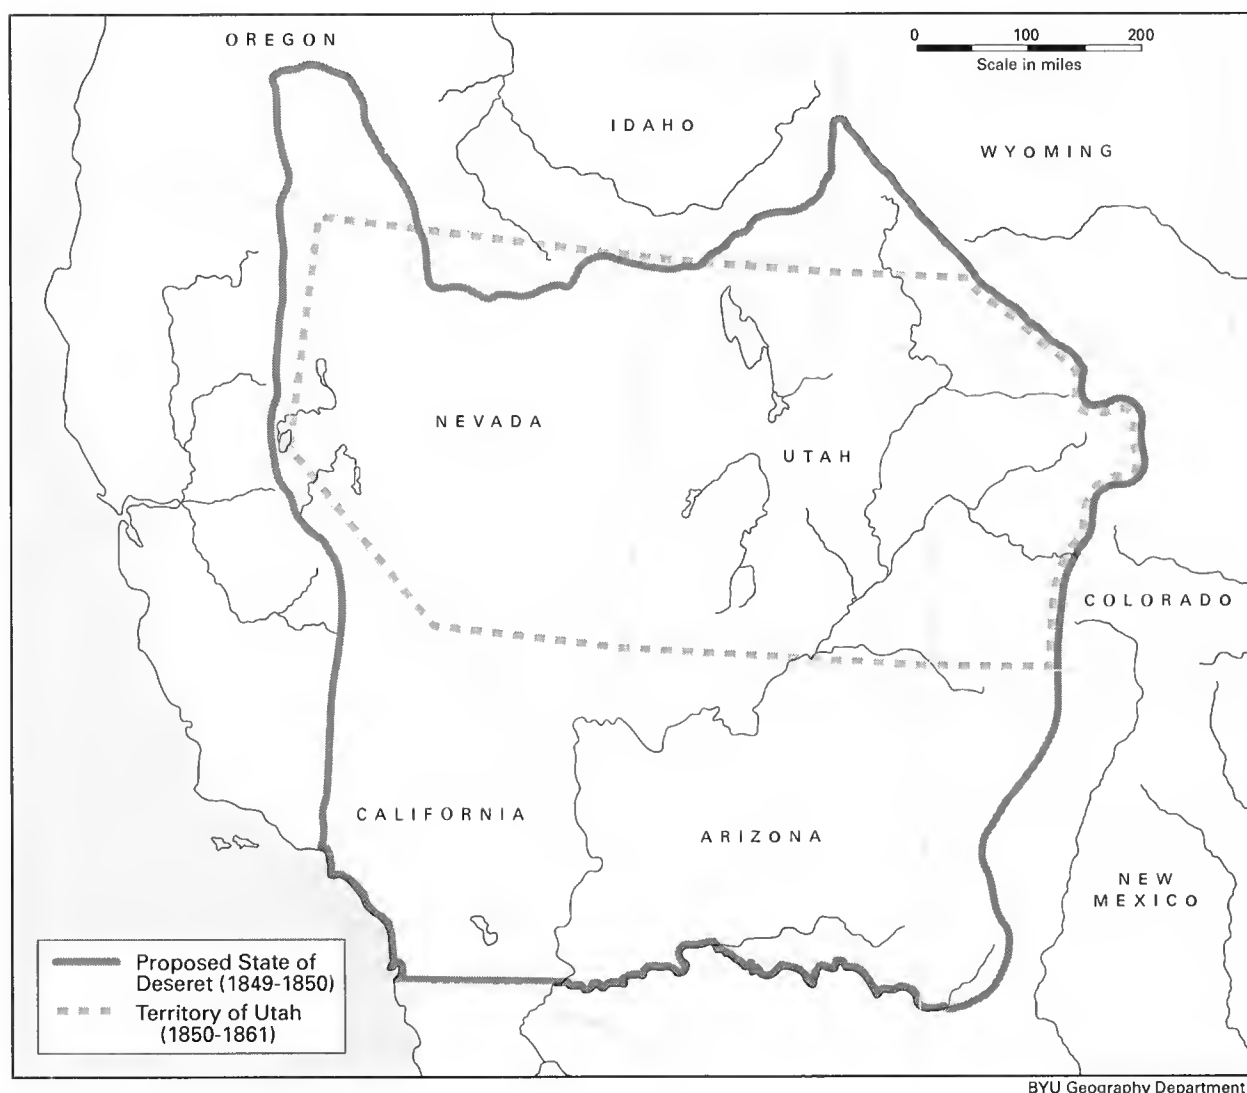 OREGON
0 100 200
Scale in miles
IDAHO
WYOMING
NEVADA
UTAH
COLORADO
CALIFORNIA
ARIZONA
NEW
MEXICO
Proposed State of
Deseret (1849-1850)
Territory of Utah
(1850-1861)
BYU Geography Department